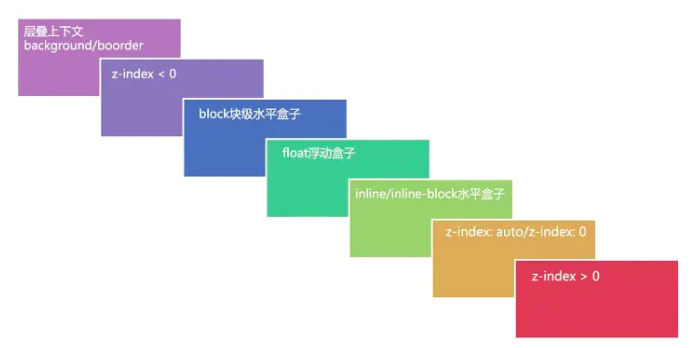 层叠上下文
background/boorder
z-index < 0
block块级水平盒子
float浮动盒子
inline/inline-block水平盒子
z-index: auto/z-index: 0
z-index > 0